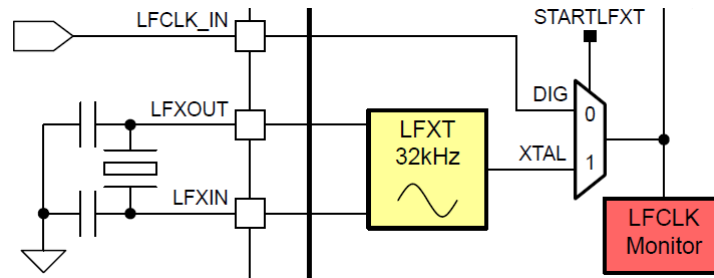 LFCLK_IN
STARTLFXT
DIG
0
LFXOUT
LFXT
32kHz
XTAL
1
LFXIN
LFCLK
Monitor